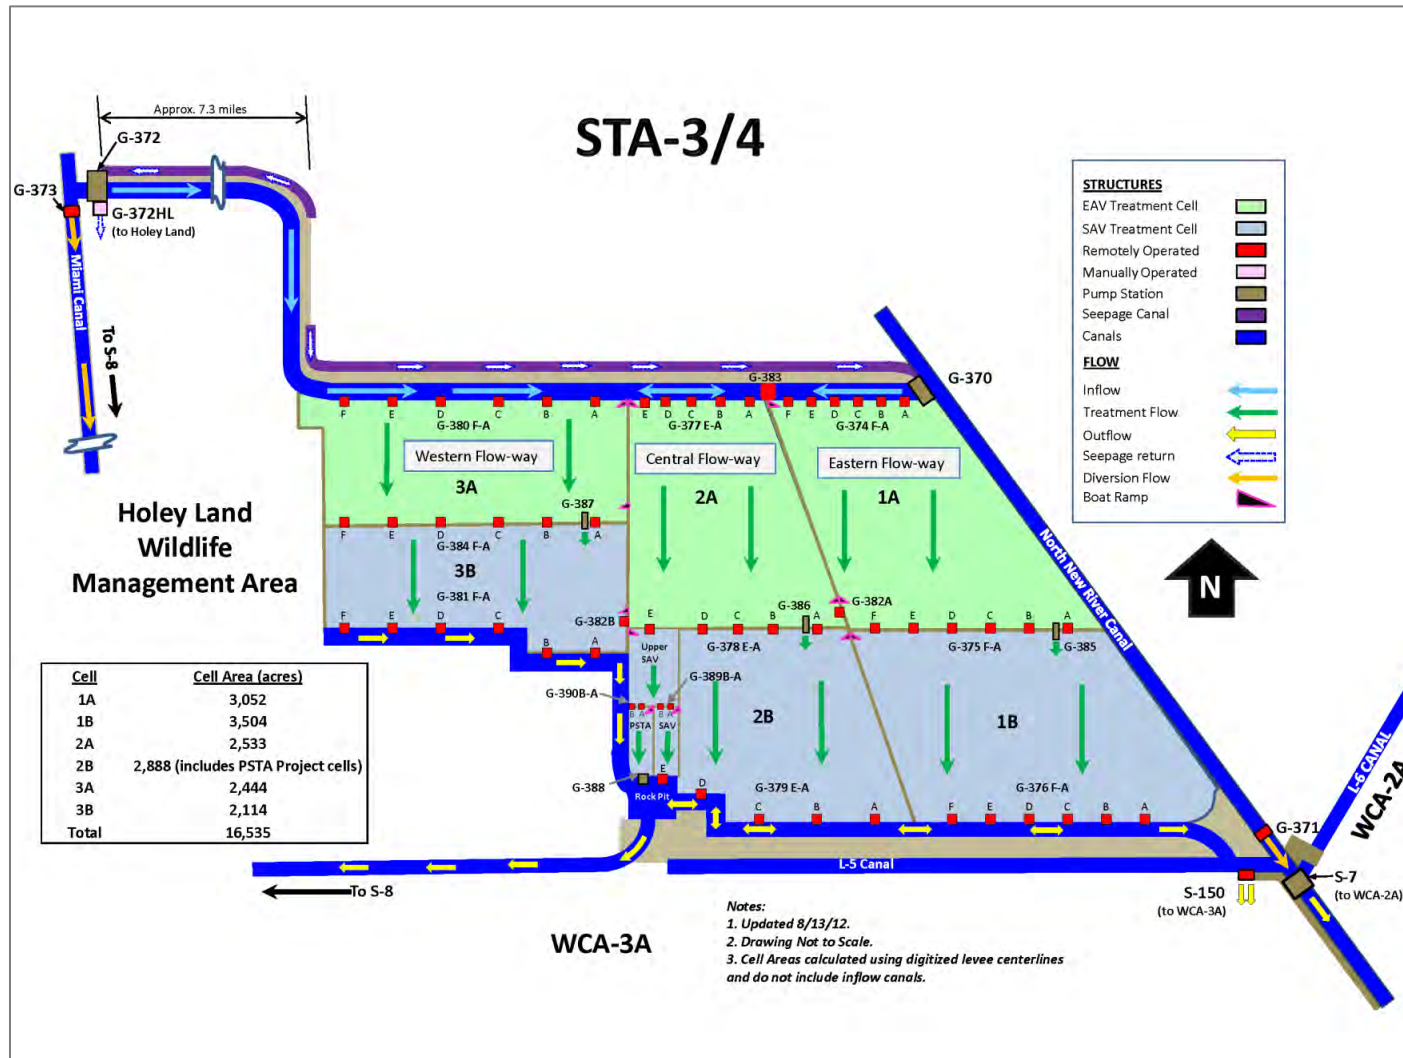 STA-3/4
Approx. 7.3 miles
G-372
G-373
G-372HL
(to Holey Land)
Miami Canal
To S-8
STRUCTURES
EAV Treatment Cell
SAV Treatment Cell
Remotely Operated
Manually Operated
Pump Station
Seepage Canal
Canals
FLOW
Inflow
Treatment Flow
Outflow
Seepage return
Diversion Flow
Boat Ramp
N
G-383
G-370
F E D C B A
E D C B A
F E D C B A
G-380 F-A
G-377 E-A
G-374 F-A
Western Flow-way
Central Flow-way
Eastern Flow-way
3A
2A
1A
G-387
F E D C B A
G-384 F-A
3B
G-381 F-A
F E D C
B A
G-382B
Holey Land
Wildlife
Management Area
North New River Canal
G-386
G-382A
E D C B A
F E D C B A
G-378 E-A
G-375 F-A
G-385
Upper
SAV
G-390B-A
G-389B-A
B A B A
PSTA SAV
2B
1B
G-388
E
D
Rock Pit
G-379 E-A
G-376 F-A
C B A
F E D C B A
Cell Cell Area (acres)
1A 3,052
1B 3,504
2A 2,533
2B 2,888 (includes PSTA Project cells)
3A 2,444
3B 2,114
Total 16,535
L-6 CANAL
WCA-2A
G-371
L-5 Canal
To S-8
S-150
(to WCA-3A)
S-7
(to WCA-2A)
WCA-3A
Notes:
1. Updated 8/13/12.
2. Drawing Not to Scale.
3. Cell Areas calculated using digitized levee centerlines
and do not include inflow canals.